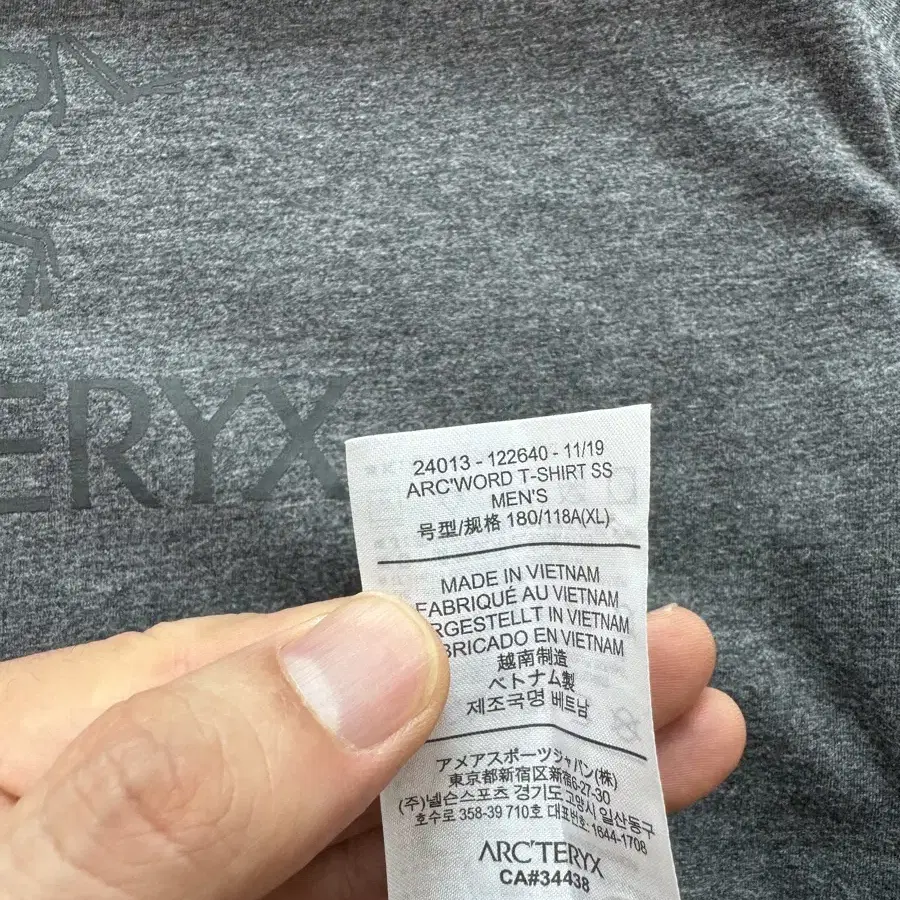 ERYX
24013 - 122640 - 11/19
ARC'WORD T-SHIRT SS
MEN'S
号型/规格 180/118A(XL)
MADE IN VIETNAM
FABRIQUÉ AU VIETNAM
RGESTELLT IN VIETNAM
BRICADO EN VIETNAM
越南制造
ベトナム製
제조국명 베트남
アメアスポーツジャパン(株)
東京都新宿区新宿6-27-30
(주)넬슨스포츠 경기도 고양시 일산동구
호수로 358-39 710호 대표번호: 1644-1708
ARC'TERYX
CA#34438